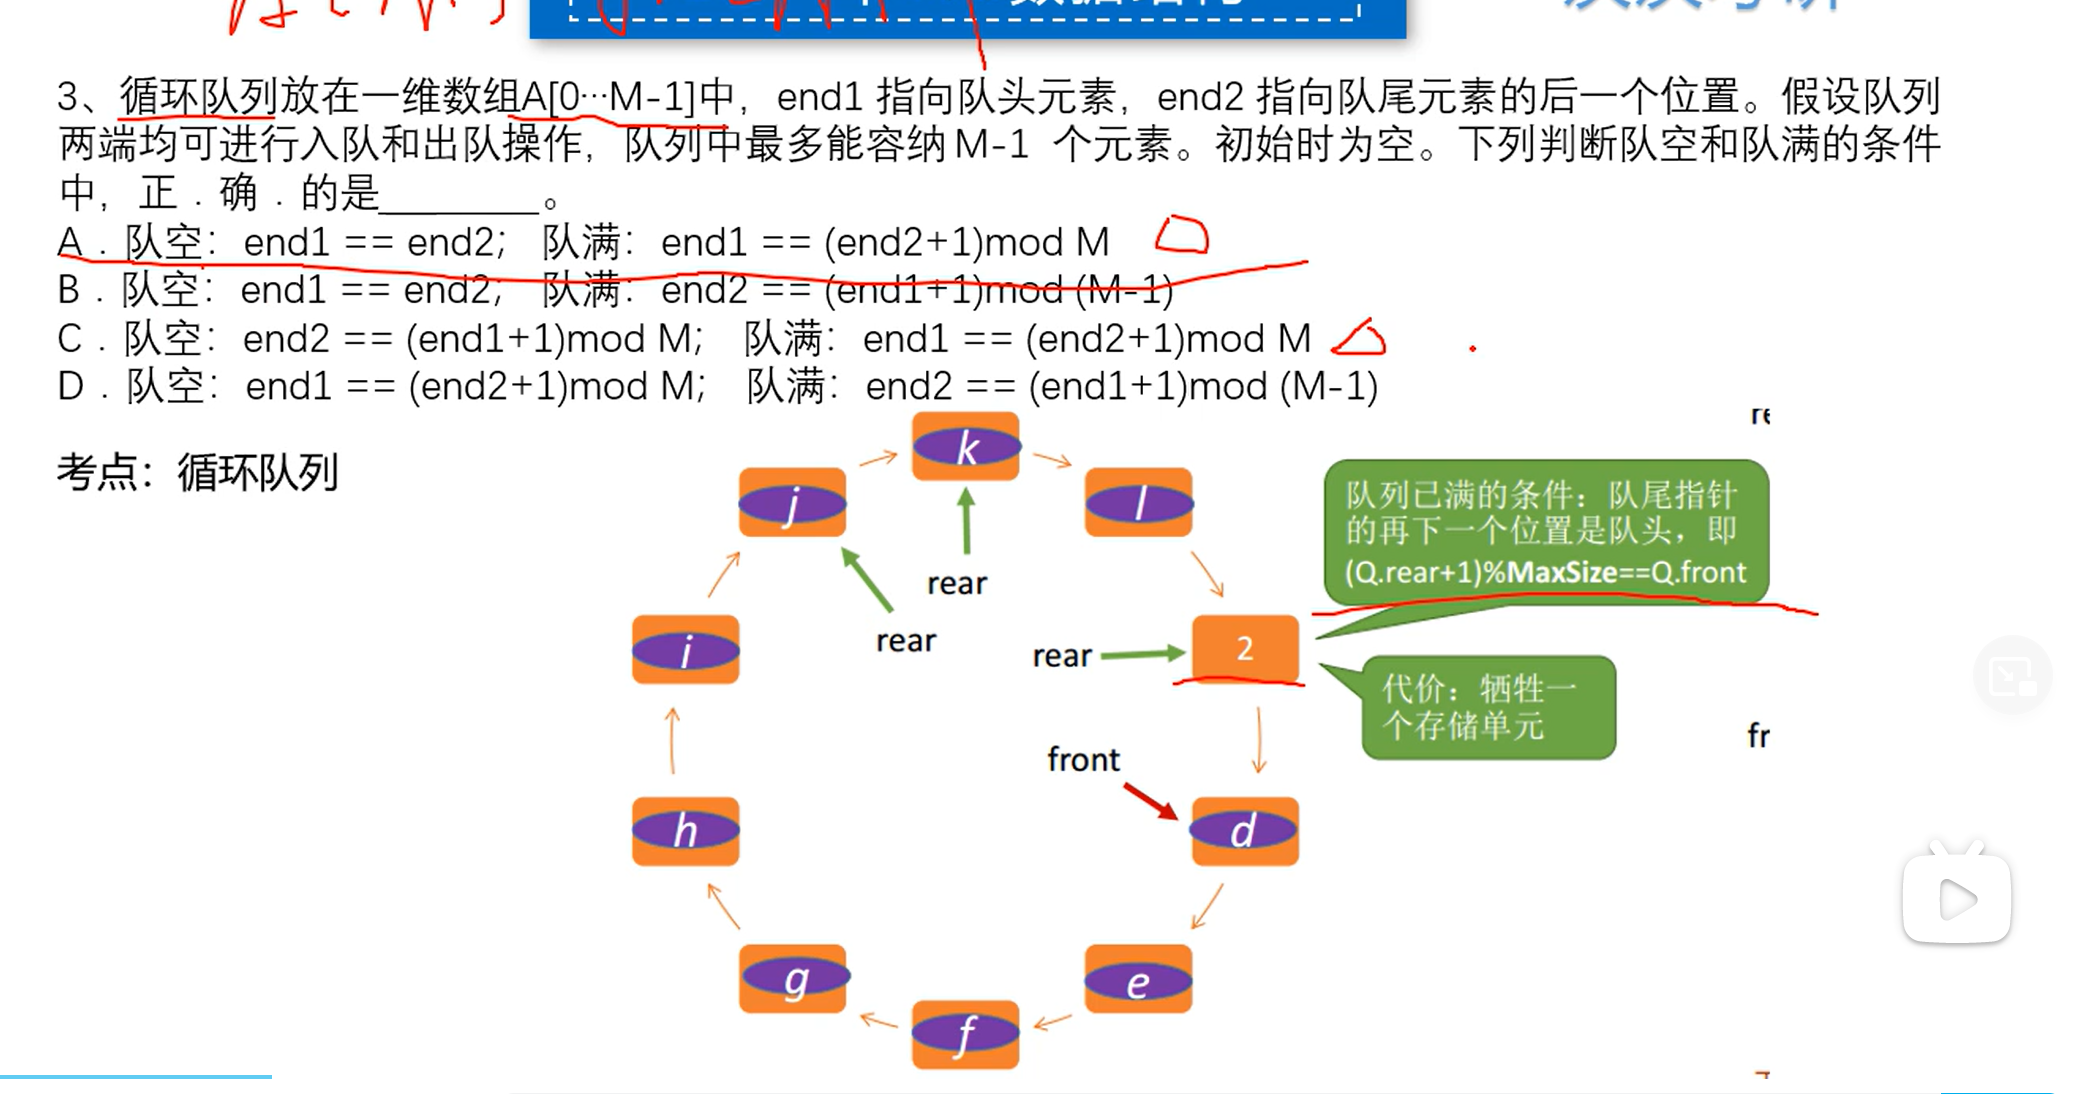 3、循环队列放在一维数组A[0…M-1]中，end1 指向队头元素，end2 指向队尾元素的后一个位置。假设队列
两端均可进行入队和出队操作，队列中最多能容纳M-1 个元素。初始时为空。下列判断队空和队满的条件
中，正．确．的是________。
A．队空：end1 == end2； 队满：end1 == (end2+1)mod M
B．队空：end1 == end2； 队满：end2 == (end1+1)mod (M-1)
C．队空：end2 == (end1+1)mod M； 队满：end1 == (end2+1)mod M
D．队空：end1 == (end2+1)mod M； 队满：end2 == (end1+1)mod (M-1)
考点：循环队列
k
j
l
队列已满的条件：队尾指针
的再下一个位置是队头，即
(Q.rear+1)%MaxSize==Q.front
rear
rear
i
rear
2
代价：牺牲一
个存储单元
fr
front
h
d
g
e
f